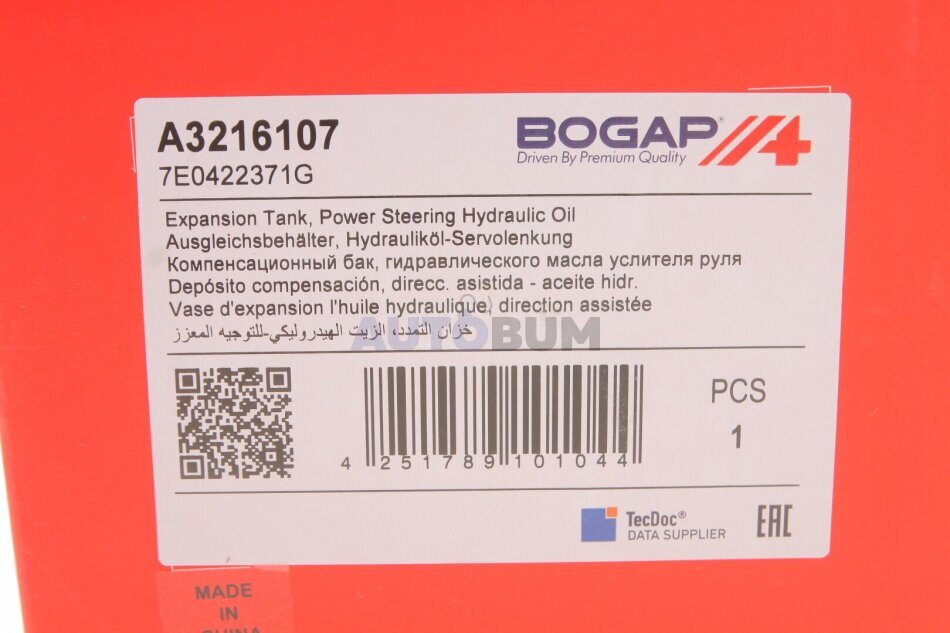 A3216107
7E0422371G
BOGAP®
Driven By Premium Quality
Expansion Tank, Power Steering Hydraulic Oil
Ausgleichsbehälter, Hydrauliköl-Servolenkung
Компенсационный бак, гидравлического масла услителя руля
Depósito compensación, direcc. asistida - aceite hidr.
Vase d'expansion l'huile hydraulique, direction assistée
خزان التمدد، الزيت الهيدروليكي-للتوجيه المعزز
AUTOBUM
PCS
1
4 251789 101044
TecDoc®
DATA SUPPLIER
EAC
MADE
IN
CHINA